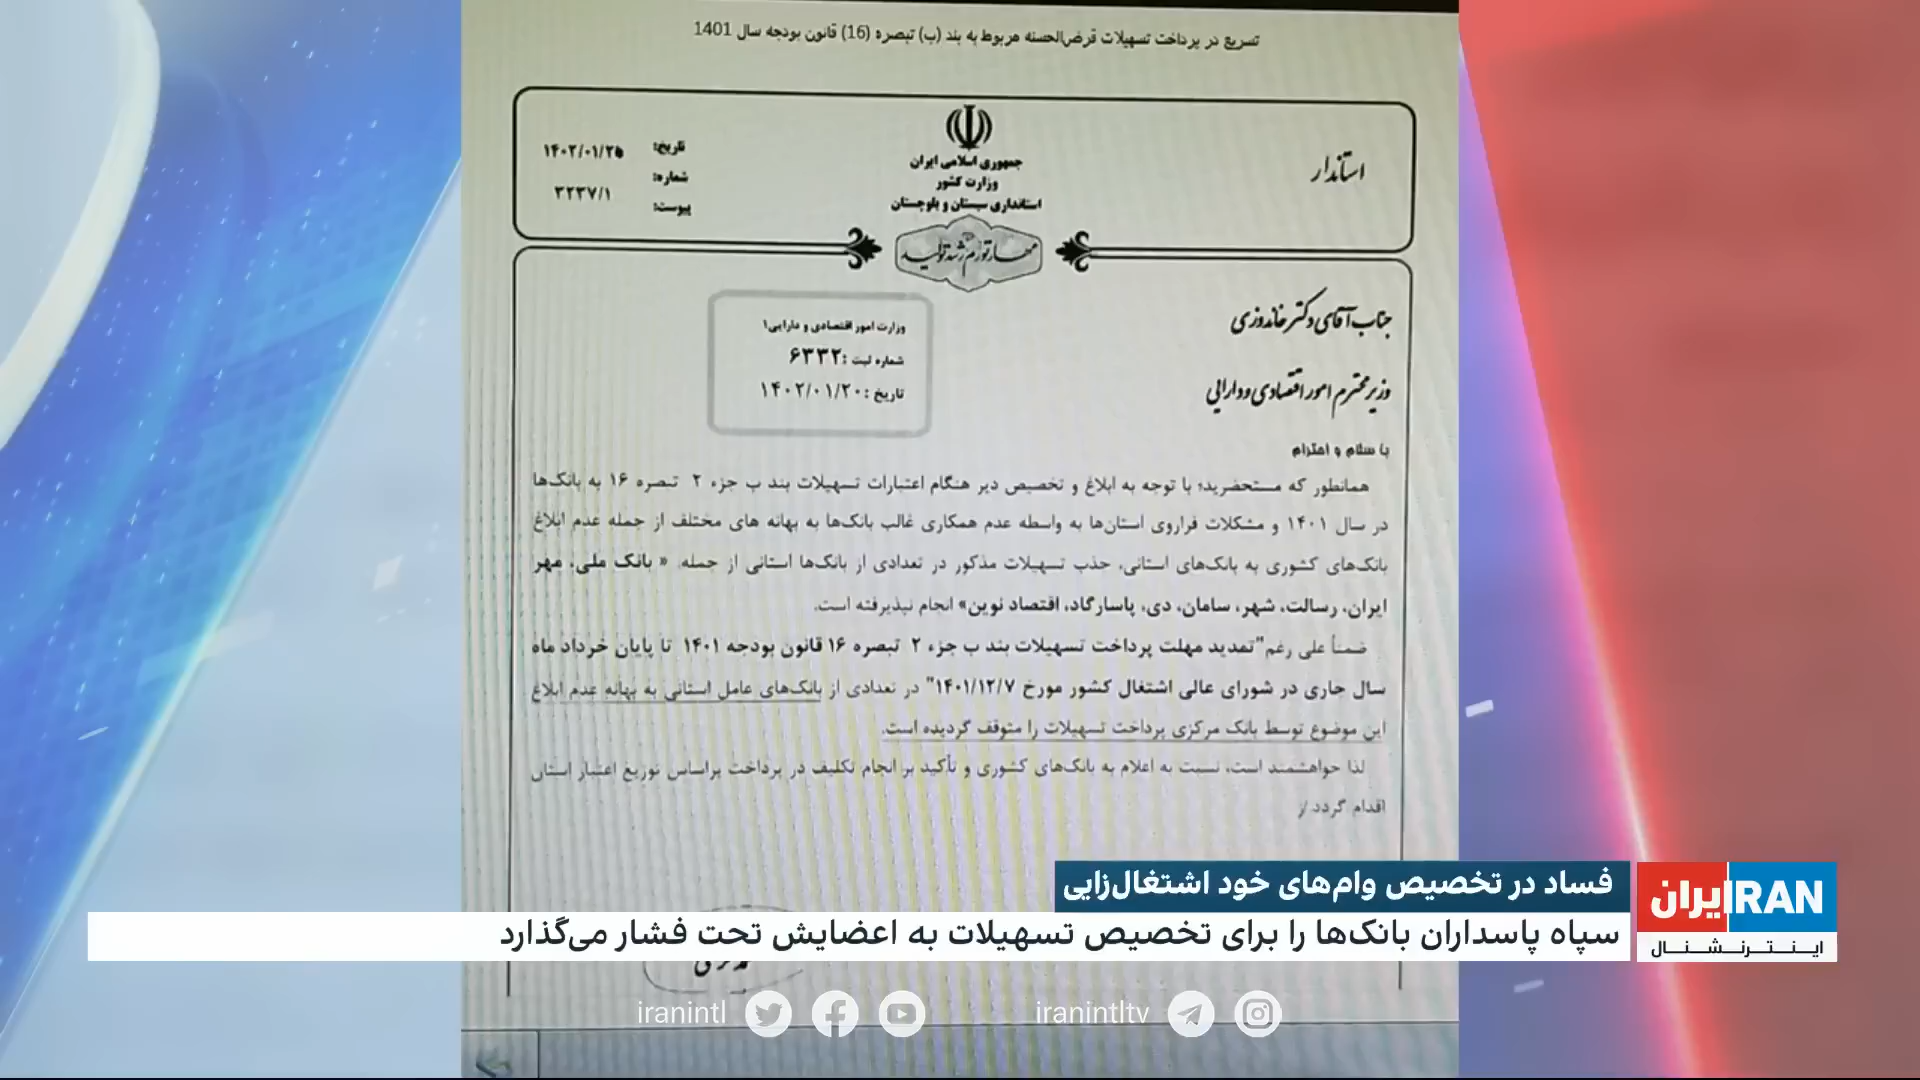 تسریع در پرداخت تسهیلات قرض‌الحسنه مربوط به بند (ب) تبصره (16) قانون بودجه سال 1401
استاندار
جمهوری اسلامی ایران
وزارت کشور
استانداری سیستان و بلوچستان
تاریخ:
شماره: ۳۲۳۷/۱
پیوست:
مهار تورم رشد تولید
وزارت امور اقتصادی و دارایی۱
شماره ثبت :۶۳۳۲
تاریخ :۱۴۰۲/۰۱/۲۰
جناب آقای دکتر خاندوزی
وزیر محترم امور اقتصادی و دارایی
با سلام و احترام
همانطور که مستحضرید؛ با توجه به ابلاغ و تخصیص دیر هنگام اعتبارات تسهیلات بند ب جزء ۲ تبصره ۱۶ به بانک‌ها
در سال ۱۴۰۱ و مشکلات فراروی استان‌ها به واسطه عدم همکاری غالب بانک‌ها به بهانه های مختلف از جمله عدم ابلاغ
بانک‌های کشوری به بانک‌های استانی، جذب تسهیلات مذکور در تعدادی از بانک‌ها استانی از جمله: « بانک ملی، مهر
ایران، رسالت، شهر، سامان، دی، پاسارگاد، اقتصاد نوین» انجام نپذیرفته است.
ضمناً علی رغم"تمدید مهلت پرداخت تسهیلات بند ب جزء ۲ تبصره ۱۶ قانون بودجه ۱۴۰۱ تا پایان خرداد ماه
سال جاری در شورای عالی اشتغال کشور مورخ ۱۴۰۱/۱۲/۷" در تعدادی از بانک‌های عامل استانی به بهانه عدم ابلاغ
این موضوع توسط بانک مرکزی پرداخت تسهیلات را متوقف گردیده است.
لذا خواهشمند است، نسبت به اعلام به بانک‌های کشوری و تأکید بر انجام تکلیف در پرداخت براساس توزیع اعتبار استان
اقدام گردد /ز
فساد در تخصیص وام‌های خود اشتغال‌زایی
سپاه پاسداران بانک‌ها را برای تخصیص تسهیلات به اعضایش تحت فشار می‌گذارد
ایران IRAN
اینترنشنال
iranintl
iranintltv